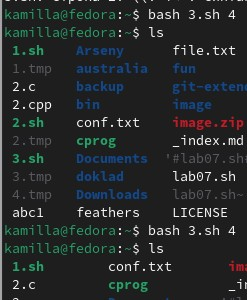 kamilla@fedora:~$ bash 3.sh 4
kamilla@fedora:~$ ls
1.sh Arseny file.txt
1.tmp australia fun
2.c backup git-exten
2.cpp bin image
2.sh conf.txt image.zip
2.tmp cprog _index.md
3.sh Documents '#lab07.sh
3.tmp doklad lab07.sh
4.tmp Downloads lab07.sh~
abc1 feathers LICENSE
kamilla@fedora:~$ bash 3.sh 4
kamilla@fedora:~$ ls
1.sh conf.txt ima
2.c cprog _in